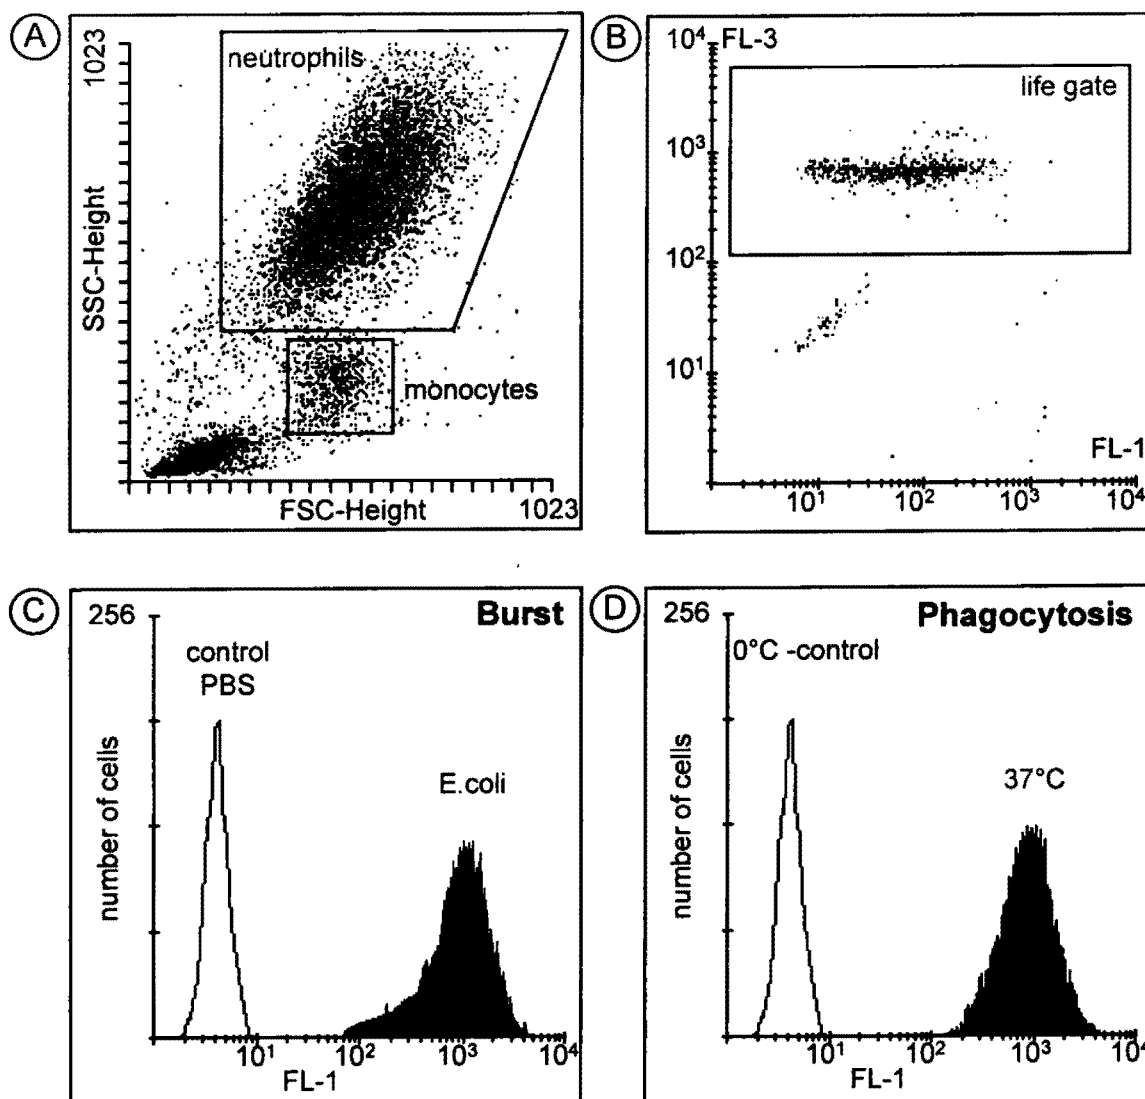 A
1023
neutrophils
SSC-Height
monocytes
FSC-Height
1023
B
10⁴
FL-3
life gate
10³
10²
10¹
FL-1
10¹
10²
10³
10⁴
C
256
Burst
control
PBS
E.coli
number of cells
10¹
10²
10³
10⁴
FL-1
D
256
Phagocytosis
0°C -control
37°C
number of cells
10¹
10²
10³
10⁴
FL-1